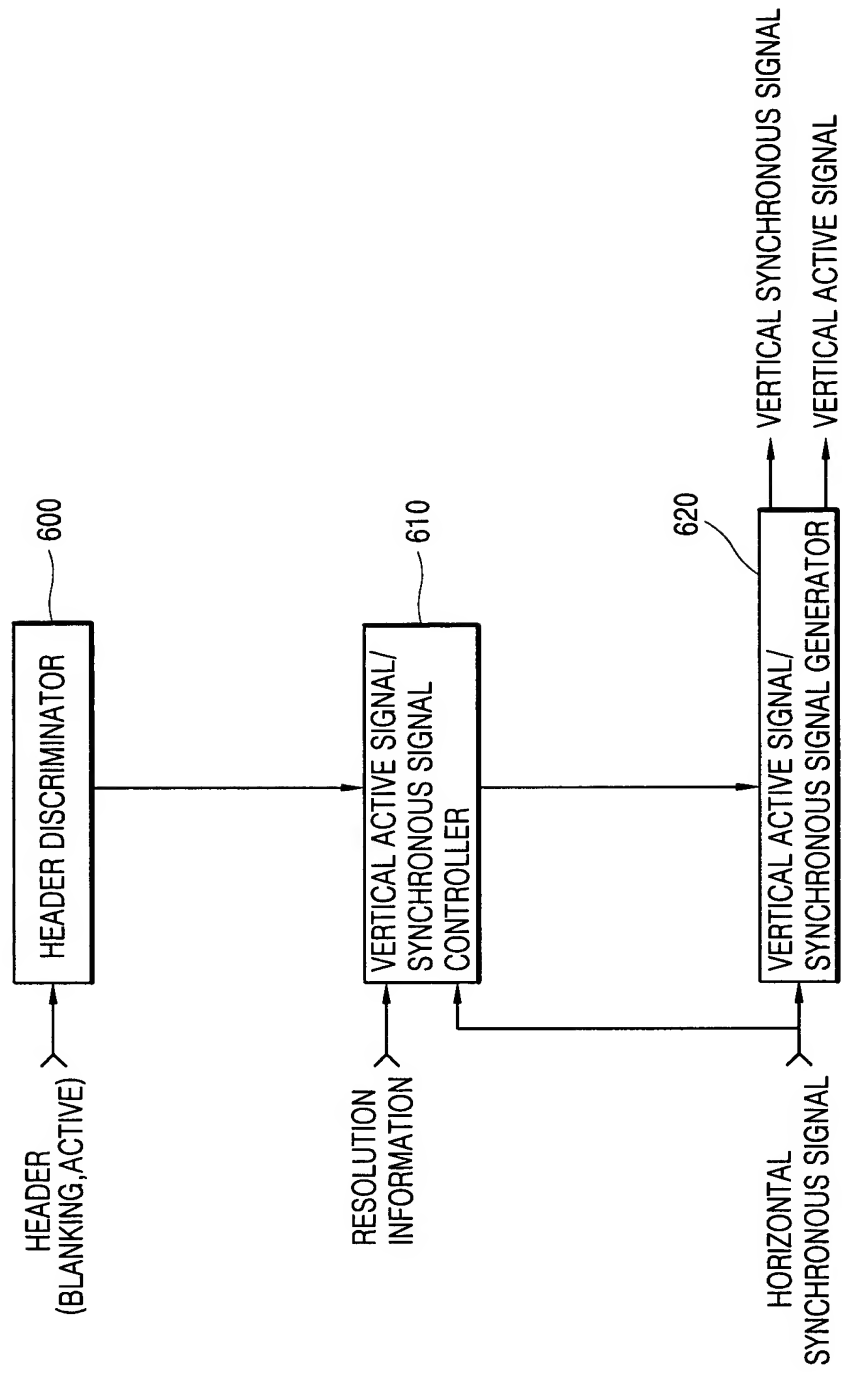 HEADER
(BLANKING,ACTIVE)
HEADER DISCRIMINATOR
600
RESOLUTION
INFORMATION
VERTICAL ACTIVE SIGNAL/
SYNCHRONOUS SIGNAL
CONTROLLER
610
HORIZONTAL
SYNCHRONOUS SIGNAL
VERTICAL ACTIVE SIGNAL/
SYNCHRONOUS SIGNAL GENERATOR
620
VERTICAL SYNCHRONOUS SIGNAL
VERTICAL ACTIVE SIGNAL